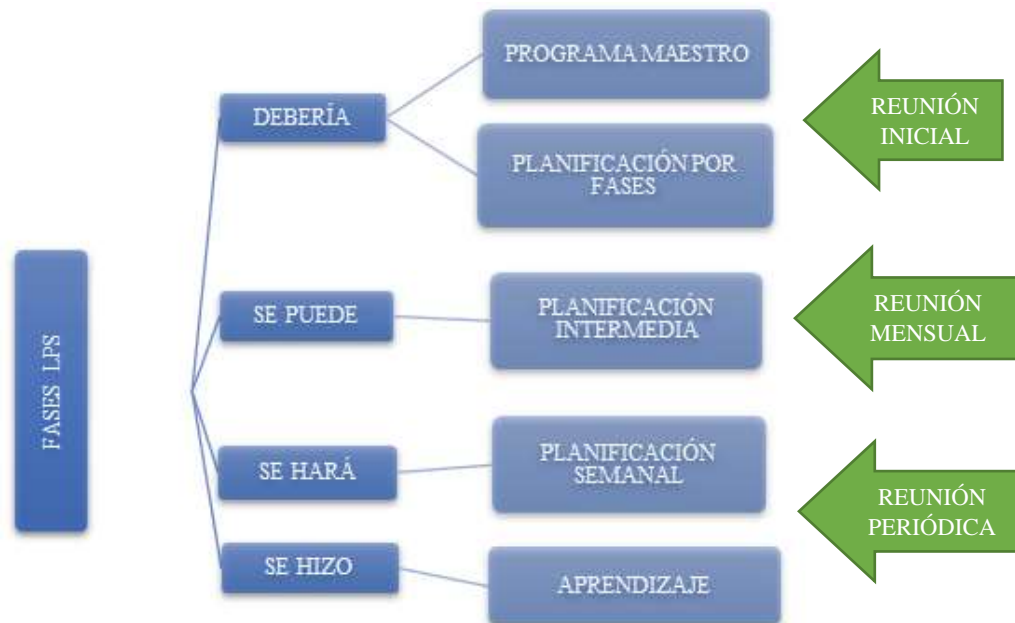 FASES LPS
DEBERÍA
PROGRAMA MAESTRO
PLANIFICACIÓN POR
FASES
REUNIÓN
INICIAL
SE PUEDE
PLANIFICACIÓN
INTERMEDIA
REUNIÓN
MENSUAL
SE HARÁ
PLANIFICACIÓN
SEMANAL
REUNIÓN
PERIÓDICA
SE HIZO
APRENDIZAJE